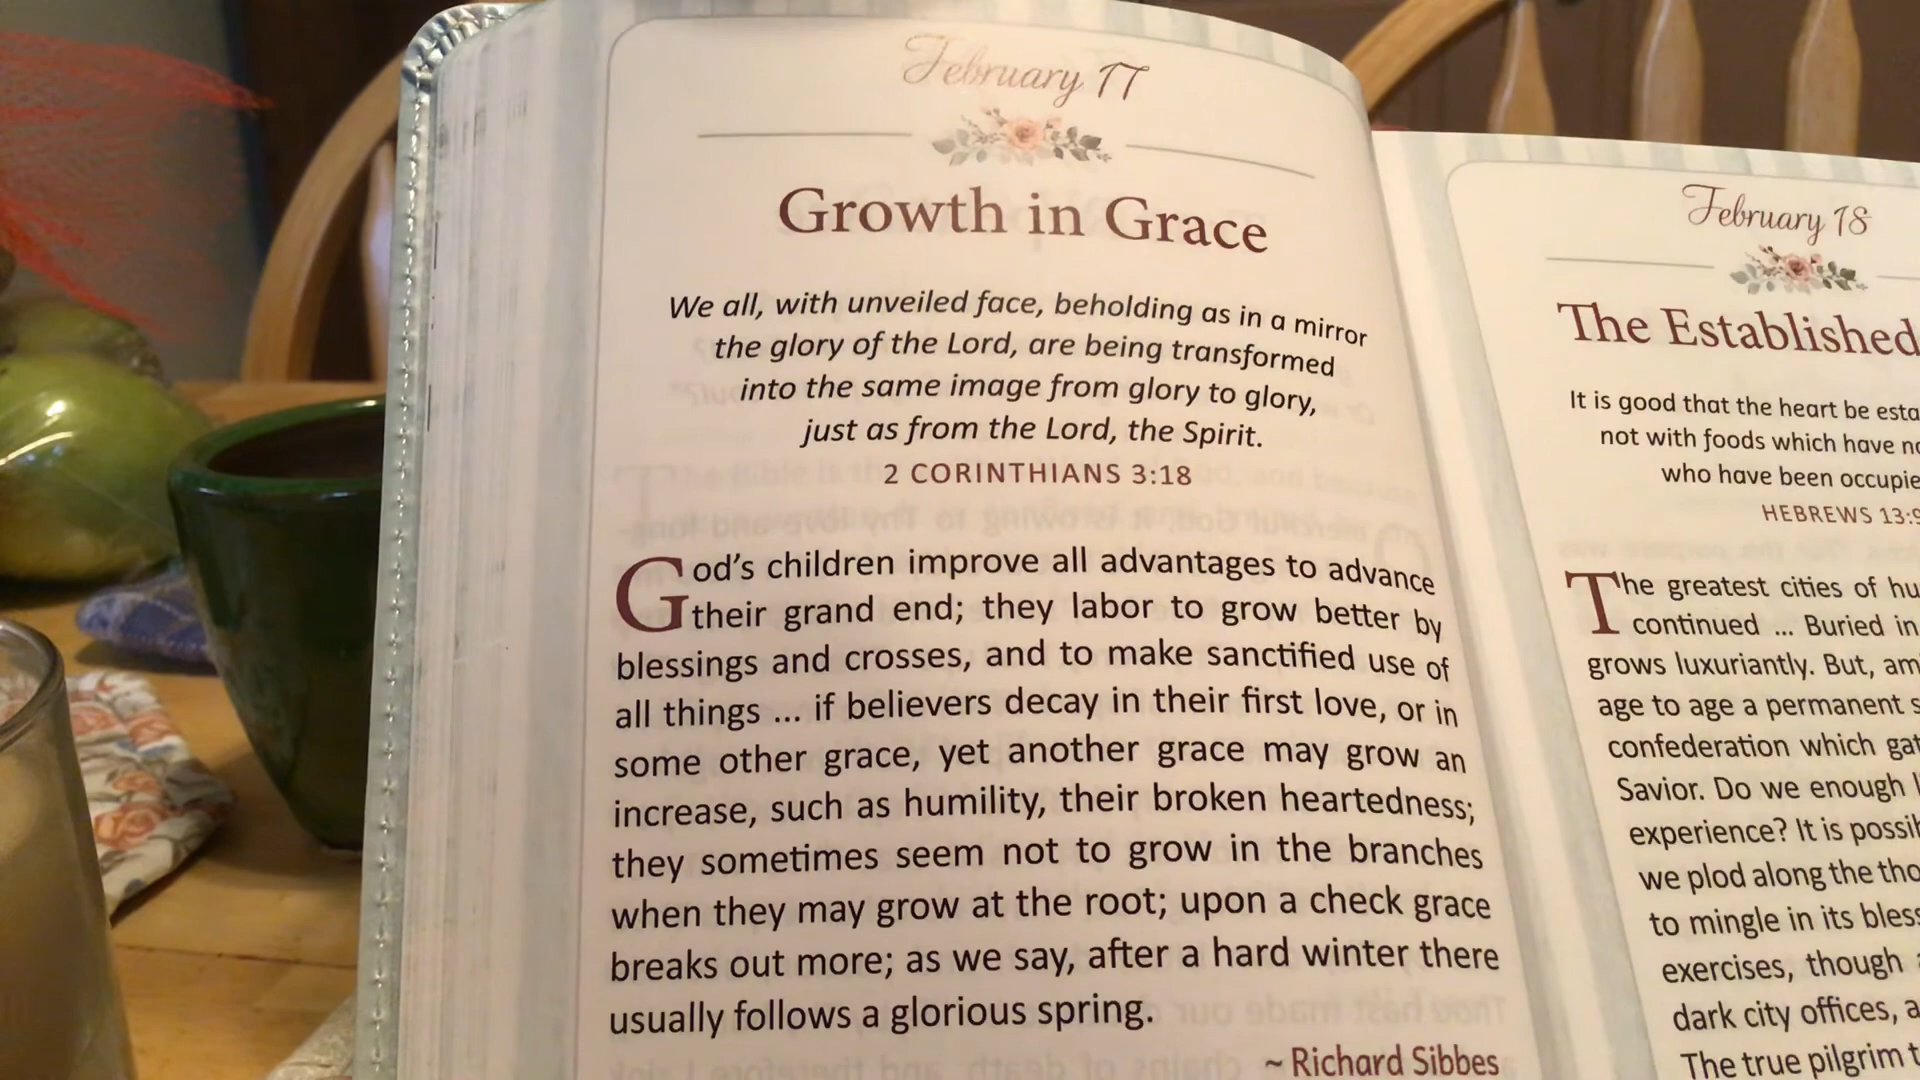 February 17
Growth in Grace
We all, with unveiled face, beholding as in a mirror
the glory of the Lord, are being transformed
into the same image from glory to glory,
just as from the Lord, the Spirit.
2 CORINTHIANS 3:18
God's children improve all advantages to advance
their grand end; they labor to grow better by
blessings and crosses, and to make sanctified use of
all things ... if believers decay in their first love, or in
some other grace, yet another grace may grow an
increase, such as humility, their broken heartedness;
they sometimes seem not to grow in the branches
when they may grow at the root; upon a check grace
breaks out more; as we say, after a hard winter there
usually follows a glorious spring.
~ Richard Sibbes
February 18
The Established
It is good that the heart be
not with foods which have
who have been
HEBREWS 13:9
The greatest cities of
continued ... Buried in
grows luxuriantly. But,
age to age a permanent
confederation which
Savior. Do we enough
experience? It is
we plod along the
to mingle in its
exercises, though
dark city offices,
The true pilgrim